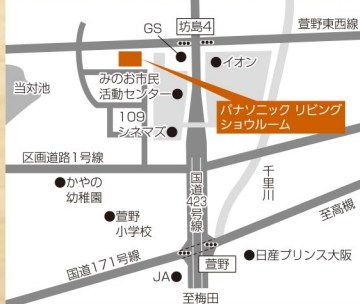 GS
坊島4
萱野東西線
イオン
当対池
みのお市民
活動センター
パナソニック リビング
ショウルーム
109
シネマズ
区画道路1号線
かやの
幼稚園
国道423号線
千里川
至高槻
萱野
小学校
国道171号線
萱野
日産プリンス大阪
JA
至梅田